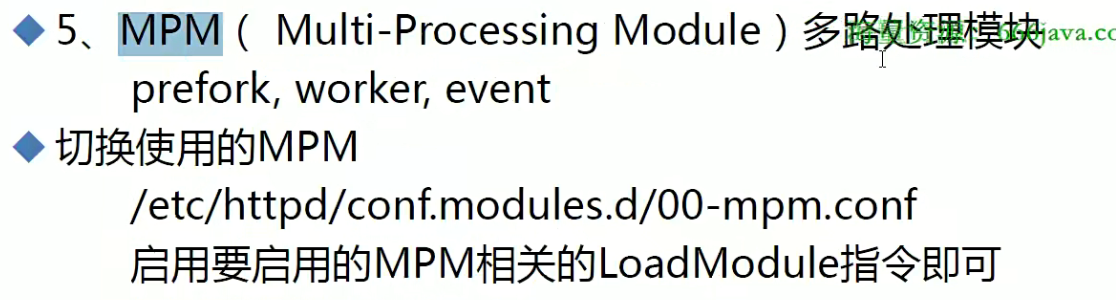 5、MPM（ Multi-Processing Module）多路处理模块
prefork, worker, event
切换使用的MPM
/etc/httpd/conf.modules.d/00-mpm.conf
启用要启用的MPM相关的LoadModule指令即可